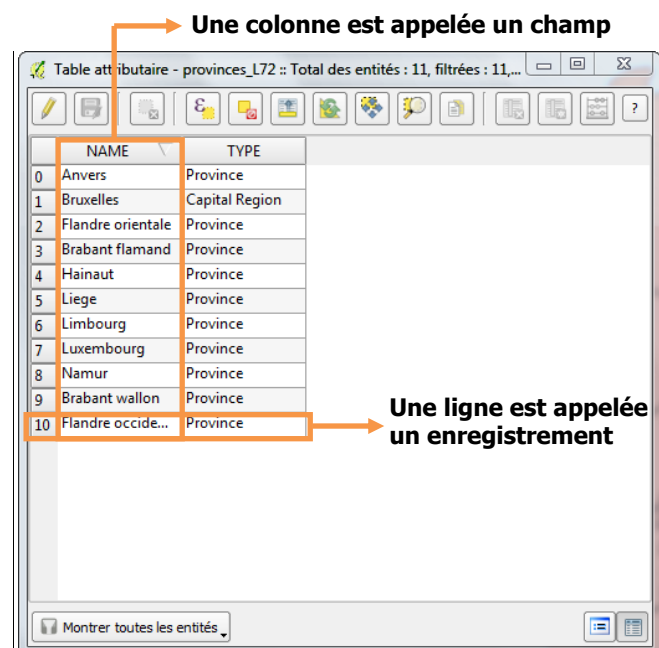 Une colonne est appelée un champ
Table attributaire - provinces_L72 :: Total des entités : 11, filtrées : 11,...
ε
?
NAME TYPE
0 Anvers Province
1 Bruxelles Capital Region
2 Flandre orientale Province
3 Brabant flamand Province
4 Hainaut Province
5 Liege Province
6 Limbourg Province
7 Luxembourg Province
8 Namur Province
9 Brabant wallon Province
10 Flandre occide... Province
Une ligne est appelée
un enregistrement
Montrer toutes les entités